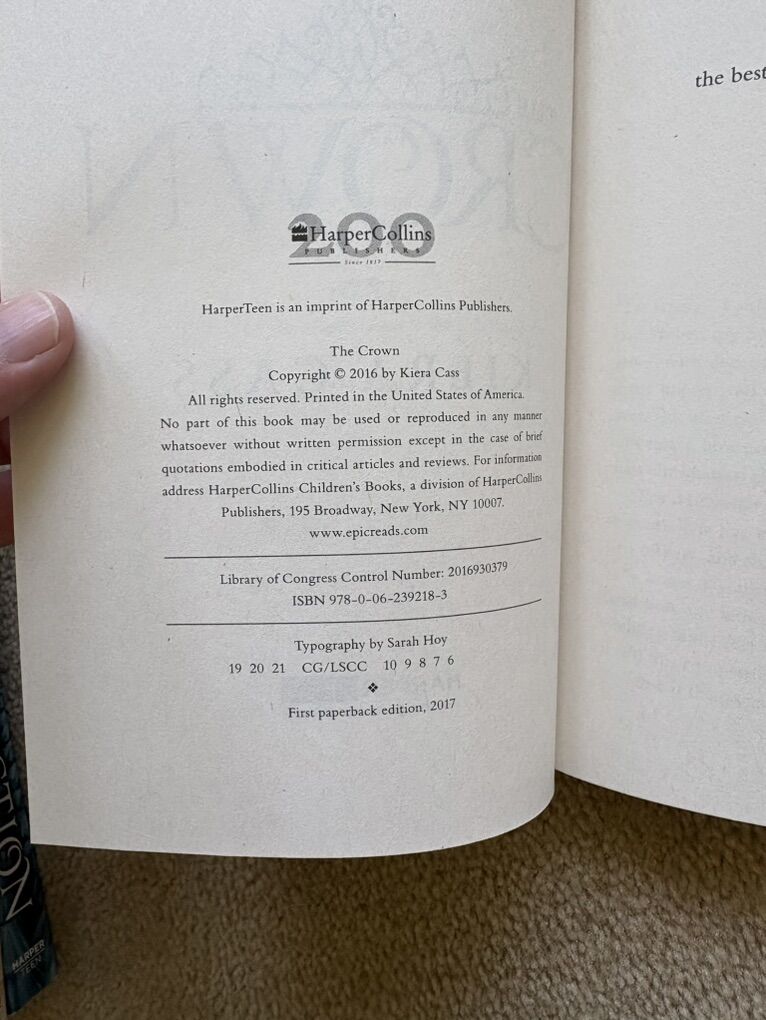 200
HarperCollins
PUBLISHERS
Since 1817
HarperTeen is an imprint of HarperCollins Publishers.
The Crown
Copyright © 2016 by Kiera Cass
All rights reserved. Printed in the United States of America.
No part of this book may be used or reproduced in any manner
whatsoever without written permission except in the case of brief
quotations embodied in critical articles and reviews. For information
address HarperCollins Children's Books, a division of HarperCollins
Publishers, 195 Broadway, New York, NY 10007.
www.epicreads.com
Library of Congress Control Number: 2016930379
ISBN 978-0-06-239218-3
Typography by Sarah Hoy
19 20 21 CG/LSCC 10 9 8 7 6
❖
First paperback edition, 2017
the best
CTION
HARPER
TEEN